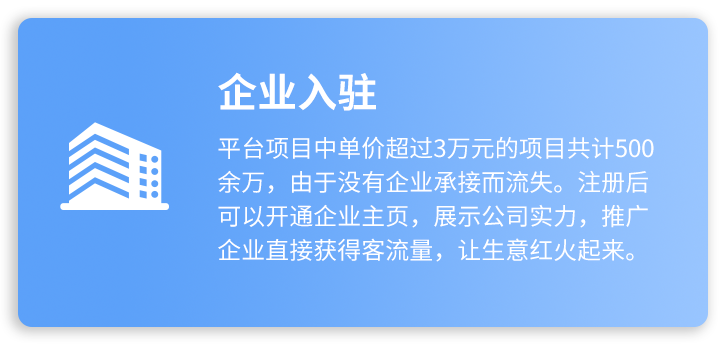 企业入驻
平台项目中单价超过3万元的项目共计500
余万，由于没有企业承接而流失。注册后
可以开通企业主页，展示公司实力，推广
企业直接获得客流量，让生意红火起来。